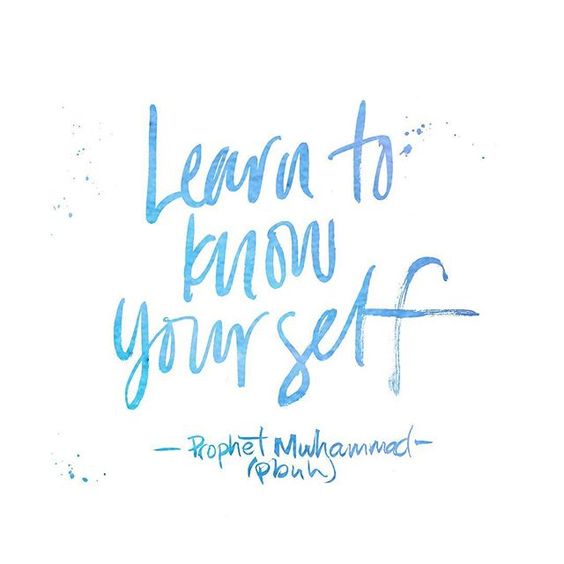 Learn to
know
yourself
- Prophet Muhammad -
(pbuh)